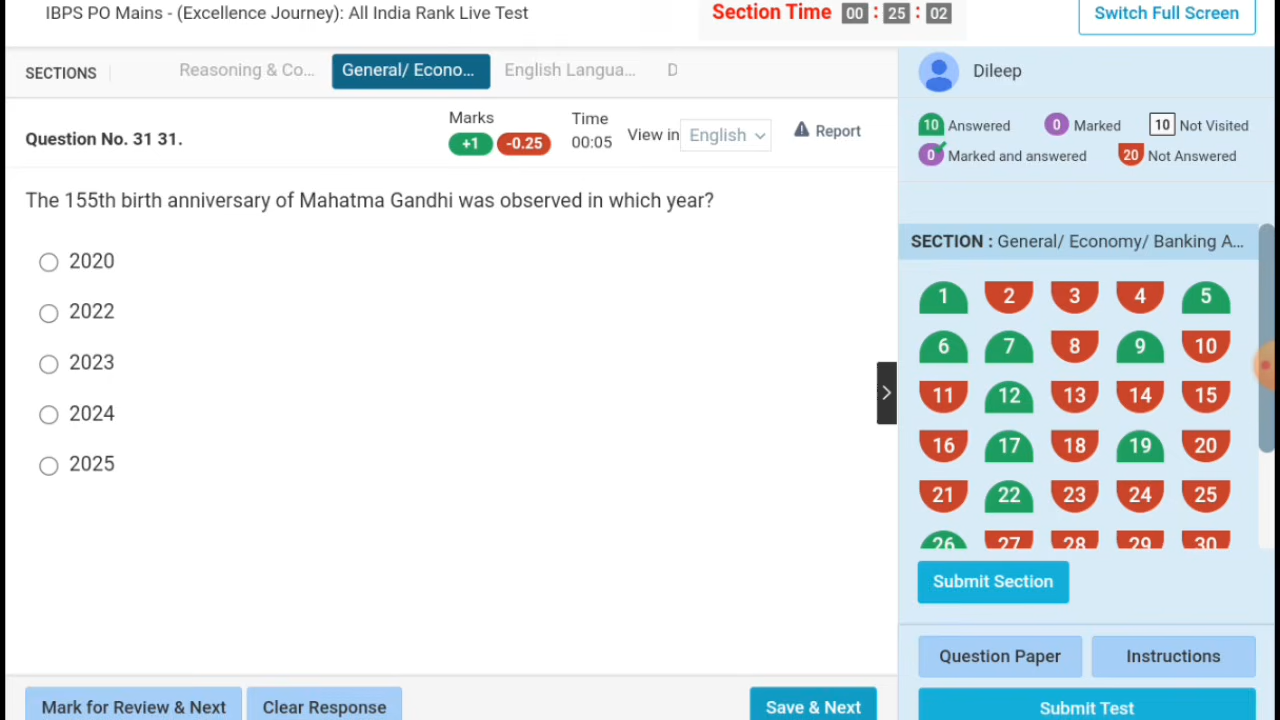 IBPS PO Mains - (Excellence Journey): All India Rank Live Test
Section Time 00 : 25 : 02
Switch Full Screen
SECTIONS
Reasoning & Co...
General/ Econo...
English Langua...
D
Dileep
Question No. 31 31.
Marks
+1 -0.25
Time
00:05
View in English
Report
10 Answered
0 Marked
10 Not Visited
0 Marked and answered
20 Not Answered
The 155th birth anniversary of Mahatma Gandhi was observed in which year?
2020
2022
2023
2024
2025
SECTION : General/ Economy/ Banking A...
1 2 3 4 5
6 7 8 9 10
11 12 13 14 15
16 17 18 19 20
21 22 23 24 25
26 27 28 29 30
Submit Section
Question Paper
Instructions
Mark for Review & Next
Clear Response
Save & Next
Submit Test